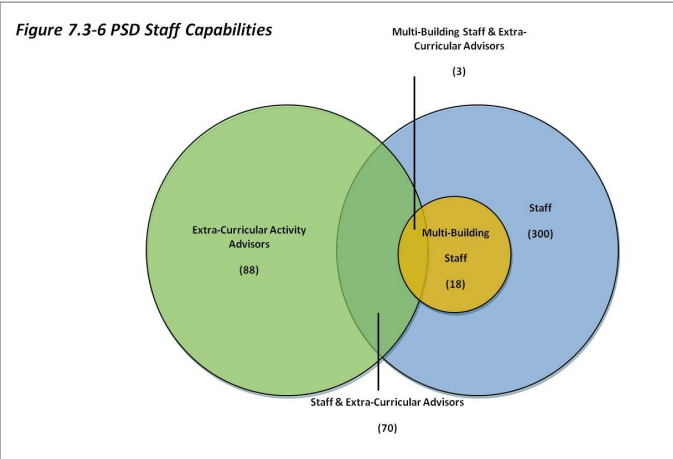 Figure 7.3-6 PSD Staff Capabilities
Multi-Building Staff & Extra-
Curricular Advisors
(3)
Extra-Curricular Activity
Advisors
(88)
Multi-Building
Staff
(18)
Staff
(300)
Staff & Extra-Curricular Advisors
(70)